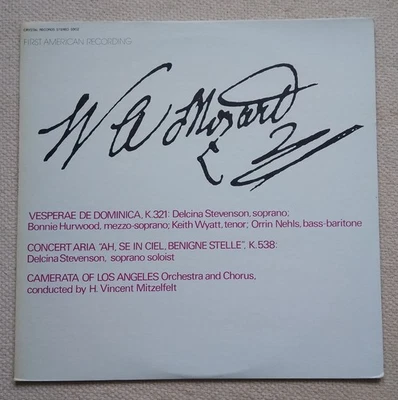 CRYSTAL RECORDS STEREO
FIRST AMERICAN RECORDING
W A Mozart
VESPERAE DE DOMINICA, K.321: Delcina Stevenson, soprano;
Bonnie Hurwood, mezzo-soprano; Keith Wyatt, tenor; Orrin Nehls, bass-baritone
CONCERT ARIA "AH, SE IN CIEL, BENIGNE STELLE", K.538:
Delcina Stevenson, soprano soloist
CAMERATA OF LOS ANGELES Orchestra and Chorus,
conducted by H. Vincent Mitzelfelt